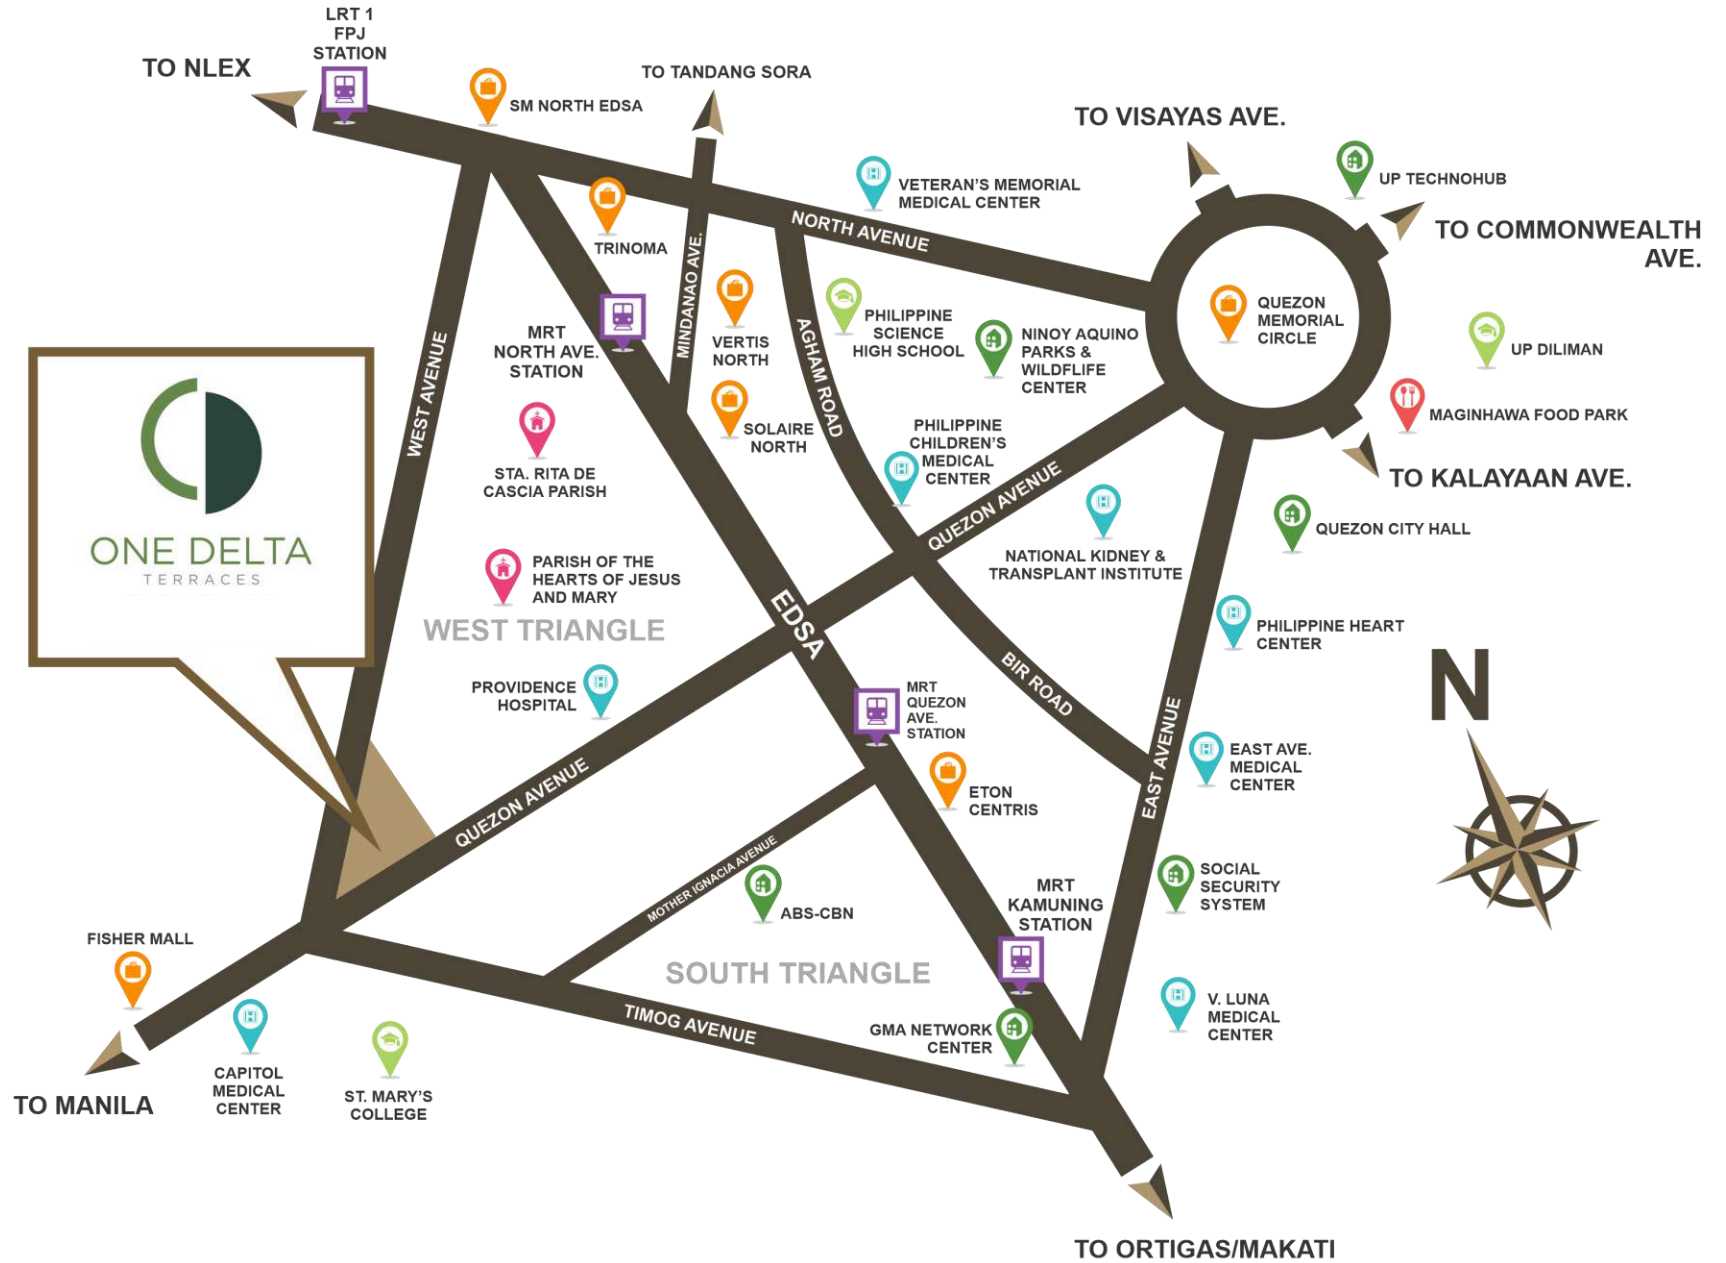 LRT 1
FPJ
STATION
TO NLEX
SM NORTH EDSA
TO TANDANG SORA
TO VISAYAS AVE.
UP TECHNOHUB
VETERAN'S MEMORIAL
MEDICAL CENTER
TO COMMONWEALTH
AVE.
TRINOMA
NORTH AVENUE
MINDANAO AVE.
MRT
NORTH AVE.
STATION
VERTIS
NORTH
PHILIPPINE
SCIENCE
HIGH SCHOOL
NINOY AQUINO
PARKS &
WILDFLIFE
CENTER
QUEZON
MEMORIAL
CIRCLE
UP DILIMAN
WEST AVENUE
AGHAM ROAD
MAGINHAWA FOOD PARK
SOLAIRE
NORTH
PHILIPPINE
CHILDREN'S
MEDICAL
CENTER
STA. RITA DE
CASCIA PARISH
TO KALAYAAN AVE.
QUEZON AVENUE
QUEZON CITY HALL
NATIONAL KIDNEY &
TRANSPLANT INSTITUTE
ONE DELTA
TERRACES
PARISH OF THE
HEARTS OF JESUS
AND MARY
WEST TRIANGLE
EDSA
PHILIPPINE HEART
CENTER
N
PROVIDENCE
HOSPITAL
MRT
QUEZON
AVE.
STATION
BIR ROAD
EAST AVENUE
EAST AVE.
MEDICAL
CENTER
QUEZON AVENUE
ETON
CENTRIS
MOTHER IGNACIA AVENUE
ABS-CBN
MRT
KAMUNING
STATION
SOCIAL
SECURITY
SYSTEM
FISHER MALL
SOUTH TRIANGLE
TIMOG AVENUE
GMA NETWORK
CENTER
V. LUNA
MEDICAL
CENTER
CAPITOL
MEDICAL
CENTER
ST. MARY'S
COLLEGE
TO MANILA
TO ORTIGAS/MAKATI